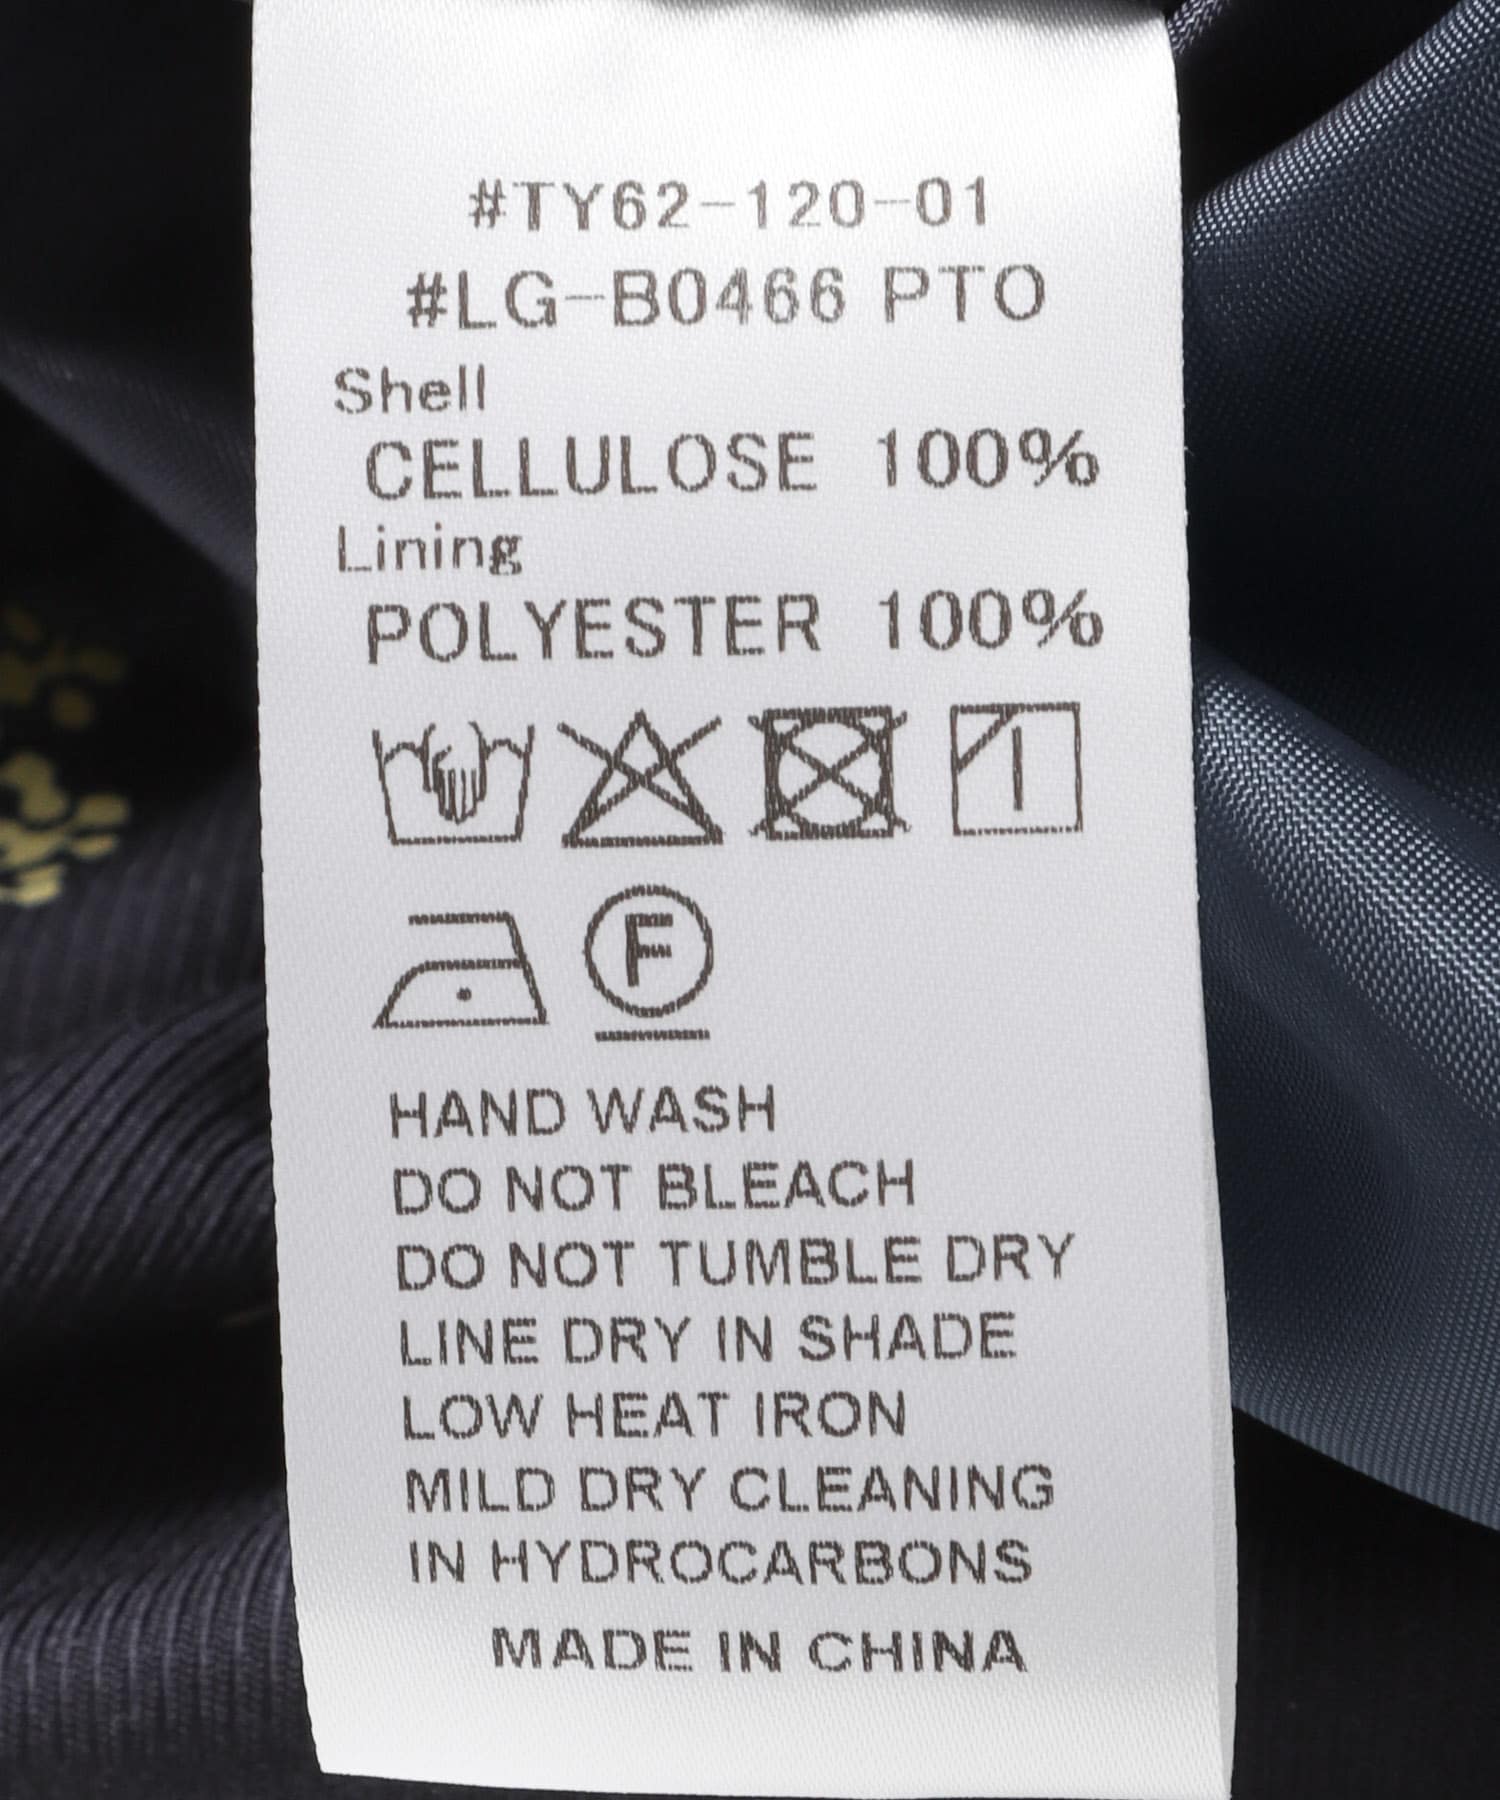 #TY62-120-01
#LG-B0466 PTO
Shell
CELLULOSE 100%
Lining
POLYESTER 100%
F
HAND WASH
DO NOT BLEACH
DO NOT TUMBLE DRY
LINE DRY IN SHADE
LOW HEAT IRON
MILD DRY CLEANING
IN HYDROCARBONS
MADE IN CHINA